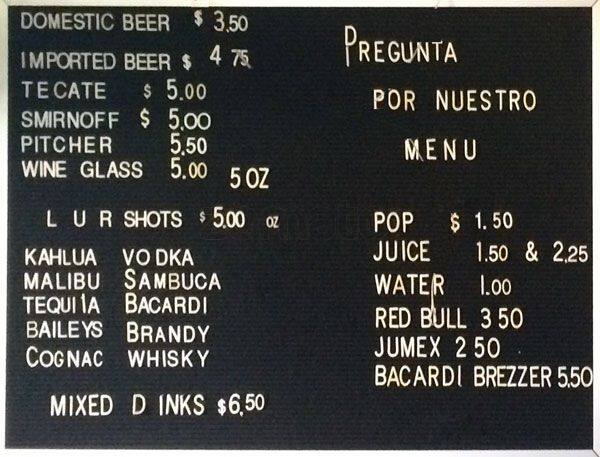 DOMESTIC BEER $ 3.50
IMPORTED BEER $ 4 75
TECATE $ 5.00
SMIRNOFF $ 5.00
PITCHER 5.50
WINE GLASS 5.00 5 OZ
L U R SHOTS $ 5.00 OZ
KAHLUA VODKA
MALIBU SAMBUCA
TEQUILA BACARDI
BAILEYS BRANDY
COGNAC WHISKY
MIXED D INKS $6.50
PREGUNTA
POR NUESTRO
MENU
POP $ 1.50
JUICE 1.50 & 2.25
WATER 1.00
RED BULL 3 50
JUMEX 2 50
BACARDI BREZZER 5.50